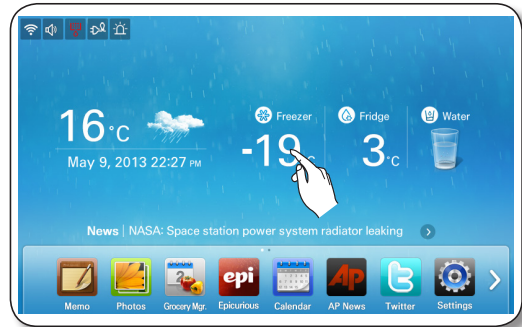 16°C
May 9, 2013 22:27 PM
Freezer
-19°C
Fridge
3°C
Water
News | NASA: Space station power system radiator leaking
2
epi
AP
Memo
Photos
Grocery Mgr.
Epicurious
Calendar
AP News
Twitter
Settings